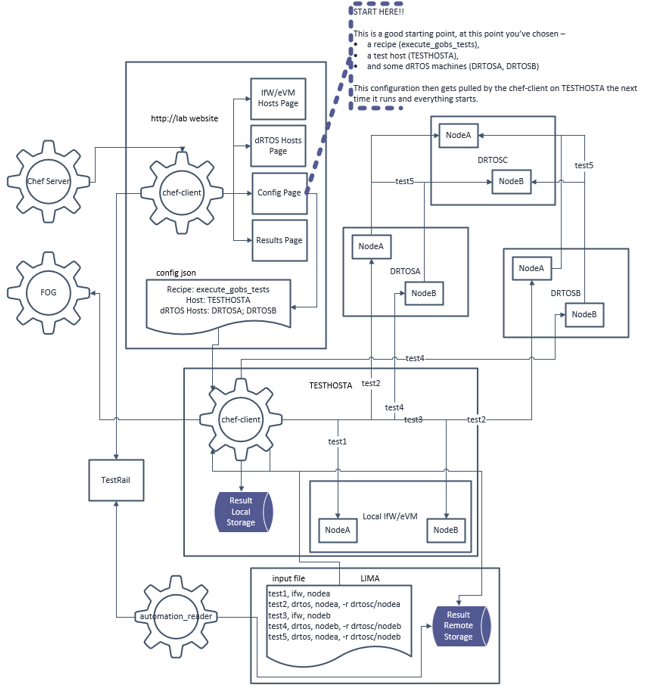 START HERE!!
This is a good starting point, at this point you've chosen –
• a recipe (execute_gobs_tests),
• a test host (TESTHOSTA),
• and some dRTOS machines (DRTOSA, DRTOSB)
This configuration then gets pulled by the chef-client on TESTHOSTA the next
time it runs and everything starts.
http://lab website
IfW/eVM
Hosts Page
dRTOS Hosts
Page
Config Page
Results Page
Chef Server
chef-client
FOG
config json
Recipe: execute_gobs_tests
Host: TESTHOSTA
dRTOS Hosts: DRTOSA; DRTOSB
NodeA
DRTOSC
NodeB
test5
test5
NodeA
DRTOSA
NodeB
NodeA
DRTOSB
NodeB
test4
TESTHOSTA
test2
test4
chef-client
test3
test2
test1
TestRail
Result
Local
Storage
Local IfW/eVM
NodeA
NodeB
input file
LIMA
test1, ifw, nodea
test2, drtos, nodea, -r drtosc/nodea
test3, ifw, nodeb
test4, drtos, nodeb, -r drtosc/nodeb
test5, drtos, nodea, -r drtosc/nodeb
automation_reader
Result
Remote
Storage